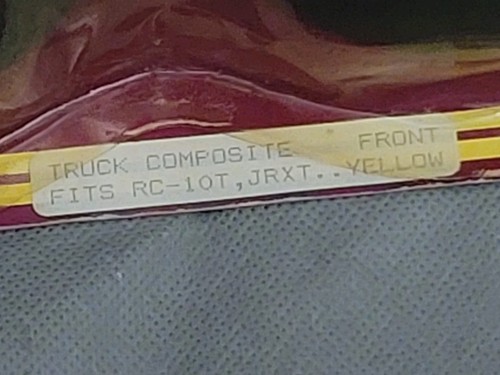 TRUCK COMPOSITE FRONT
FITS RC-10T,JRXT..YELLOW